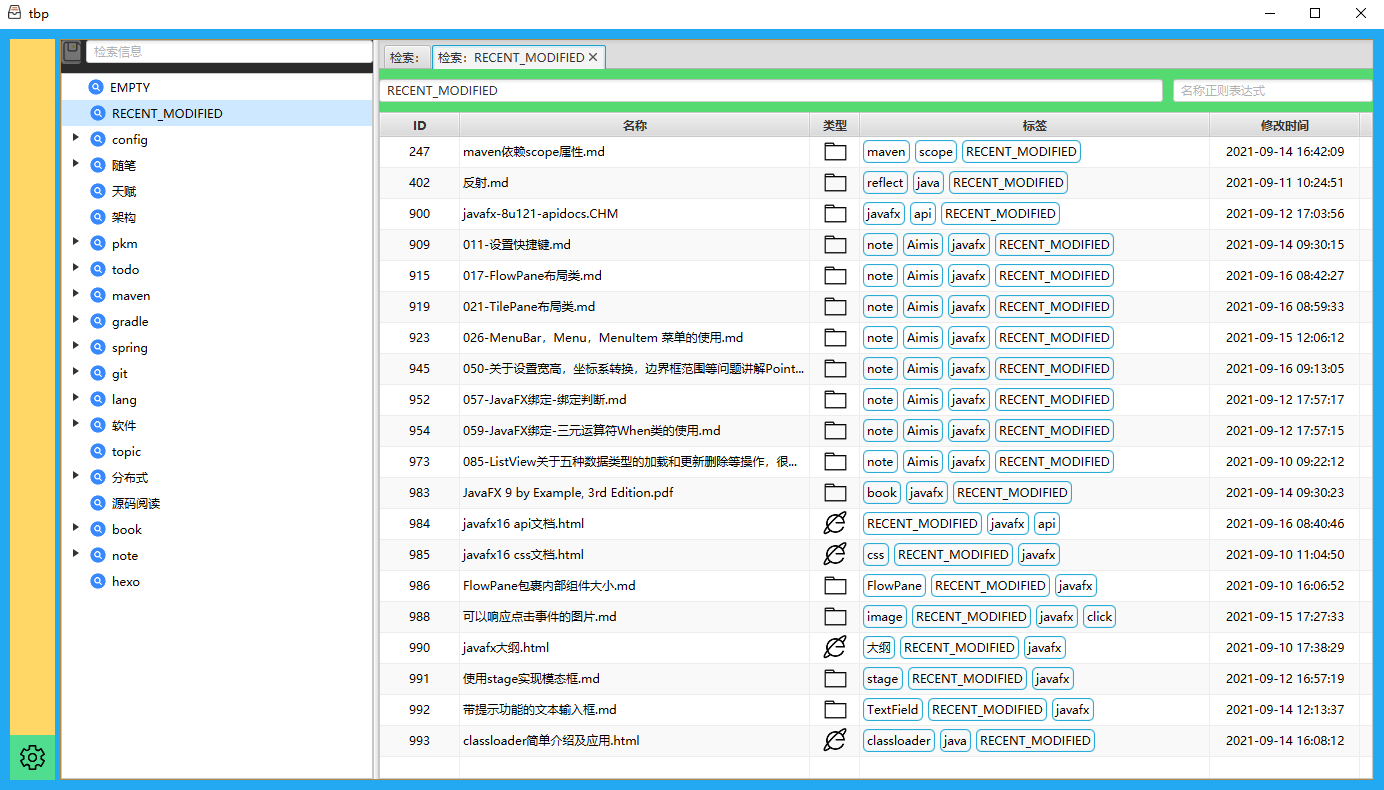 tbp
检索信息
EMPTY
RECENT_MODIFIED
config
随笔
天赋
架构
pkm
todo
maven
gradle
spring
git
lang
软件
topic
分布式
源码阅读
book
note
hexo
检索： 检索：RECENT_MODIFIED
RECENT_MODIFIED 名称正则表达式
ID 名称 类型 标签 修改时间
247 maven依赖scope属性.md maven scope RECENT_MODIFIED 2021-09-14 16:42:09
402 反射.md reflect java RECENT_MODIFIED 2021-09-11 10:24:51
900 javafx-8u121-apidocs.CHM javafx api RECENT_MODIFIED 2021-09-12 17:03:56
909 011-设置快捷键.md note Aimis javafx RECENT_MODIFIED 2021-09-14 09:30:15
915 017-FlowPane布局类.md note Aimis javafx RECENT_MODIFIED 2021-09-16 08:42:27
919 021-TilePane布局类.md note Aimis javafx RECENT_MODIFIED 2021-09-16 08:59:33
923 026-MenuBar，Menu，MenuItem 菜单的使用.md note Aimis javafx RECENT_MODIFIED 2021-09-15 12:06:12
945 050-关于设置宽高，坐标系转换，边界框范围等问题讲解Point... note Aimis javafx RECENT_MODIFIED 2021-09-16 09:13:05
952 057-JavaFX绑定-绑定判断.md note Aimis javafx RECENT_MODIFIED 2021-09-12 17:57:17
954 059-JavaFX绑定-三元运算符When类的使用.md note Aimis javafx RECENT_MODIFIED 2021-09-12 17:57:15
973 085-ListView关于五种数据类型的加载和更新删除等操作，很... note Aimis javafx RECENT_MODIFIED 2021-09-10 09:22:12
983 JavaFX 9 by Example, 3rd Edition.pdf book javafx RECENT_MODIFIED 2021-09-14 09:30:23
984 javafx16 api文档.html RECENT_MODIFIED javafx api 2021-09-16 08:40:46
985 javafx16 css文档.html css RECENT_MODIFIED javafx 2021-09-10 11:04:50
986 FlowPane包裹内部组件大小.md FlowPane RECENT_MODIFIED javafx 2021-09-10 16:06:52
988 可以响应点击事件的图片.md image RECENT_MODIFIED javafx click 2021-09-15 17:27:33
990 javafx大纲.html 大纲 RECENT_MODIFIED javafx 2021-09-10 17:38:29
991 使用stage实现模态框.md stage RECENT_MODIFIED javafx 2021-09-12 16:57:19
992 带提示功能的文本输入框.md TextField RECENT_MODIFIED javafx 2021-09-14 12:13:37
993 classloader简单介绍及应用.html classloader java RECENT_MODIFIED 2021-09-14 16:08:12